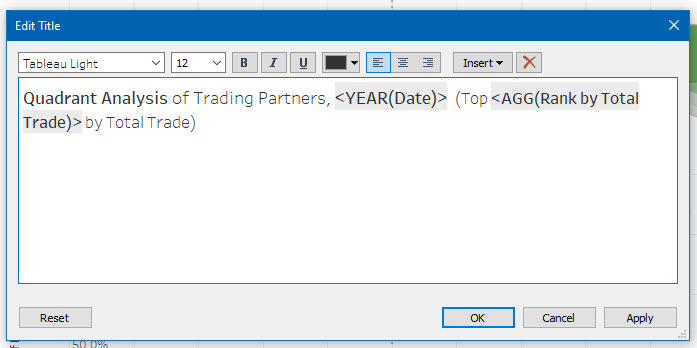 Edit Title
Tableau Light 12 B I U Insert
Quadrant Analysis of Trading Partners, <YEAR(Date)> (Top <AGG(Rank by Total
Trade)> by Total Trade)
Reset OK Cancel Apply
50.0%